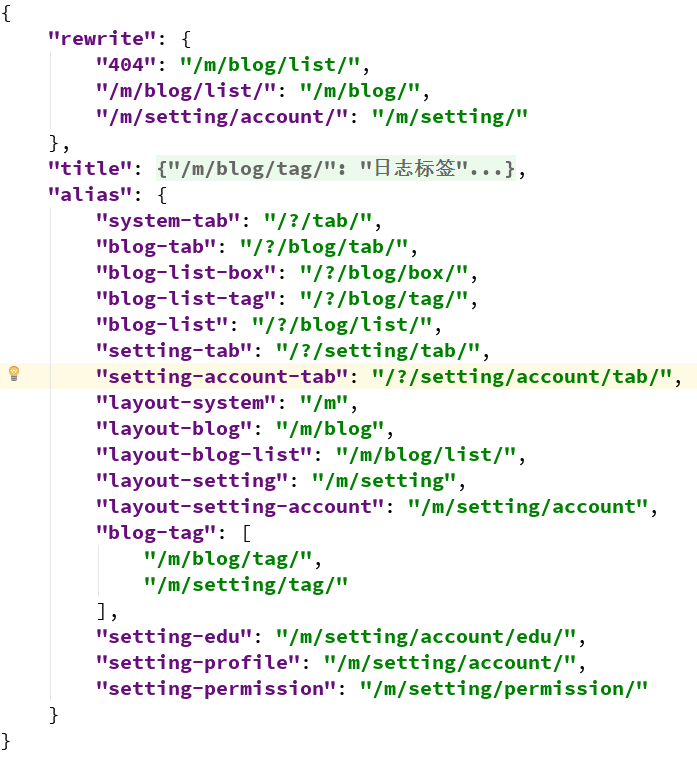 {
    "rewrite": {
        "404": "/m/blog/list/",
        "/m/blog/list/": "/m/blog/",
        "/m/setting/account/": "/m/setting/"
    },
    "title": {"/m/blog/tag/": "日志标签"...},
    "alias": {
        "system-tab": "/?/tab/",
        "blog-tab": "/?/blog/tab/",
        "blog-list-box": "/?/blog/box/",
        "blog-list-tag": "/?/blog/tag/",
        "blog-list": "/?/blog/list/",
        "setting-tab": "/?/setting/tab/",
        "setting-account-tab": "/?/setting/account/tab/",
        "layout-system": "/m",
        "layout-blog": "/m/blog",
        "layout-blog-list": "/m/blog/list/",
        "layout-setting": "/m/setting",
        "layout-setting-account": "/m/setting/account",
        "blog-tag": [
            "/m/blog/tag/",
            "/m/setting/tag/"
        ],
        "setting-edu": "/m/setting/account/edu/",
        "setting-profile": "/m/setting/account/",
        "setting-permission": "/m/setting/permission/"
    }
}